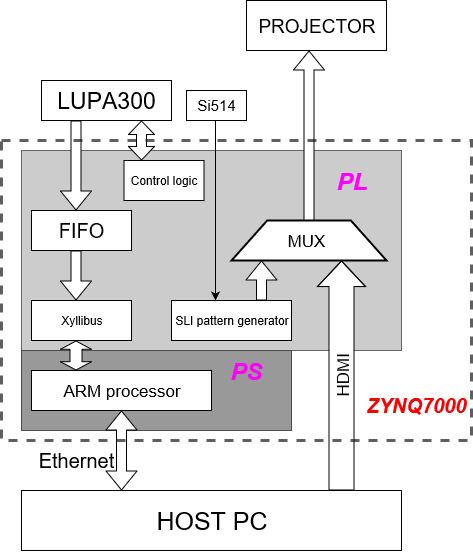 PROJECTOR
LUPA300
Si514
Control logic
PL
FIFO
MUX
Xyllibus
SLI pattern generator
PS
ARM processor
HDMI
ZYNQ7000
Ethernet
HOST PC